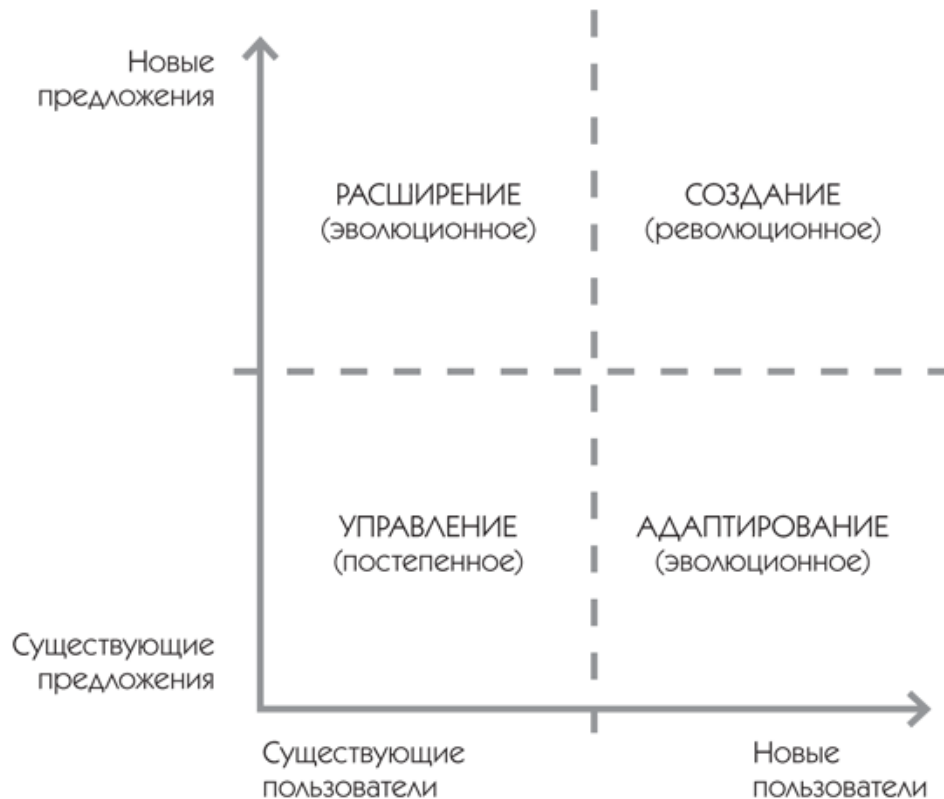 Новые
предложения
РАСШИРЕНИЕ
(эволюционное)
СОЗДАНИЕ
(революционное)
УПРАВЛЕНИЕ
(постепенное)
АДАПТИРОВАНИЕ
(эволюционное)
Существующие
предложения
Существующие
пользователи
Новые
пользователи